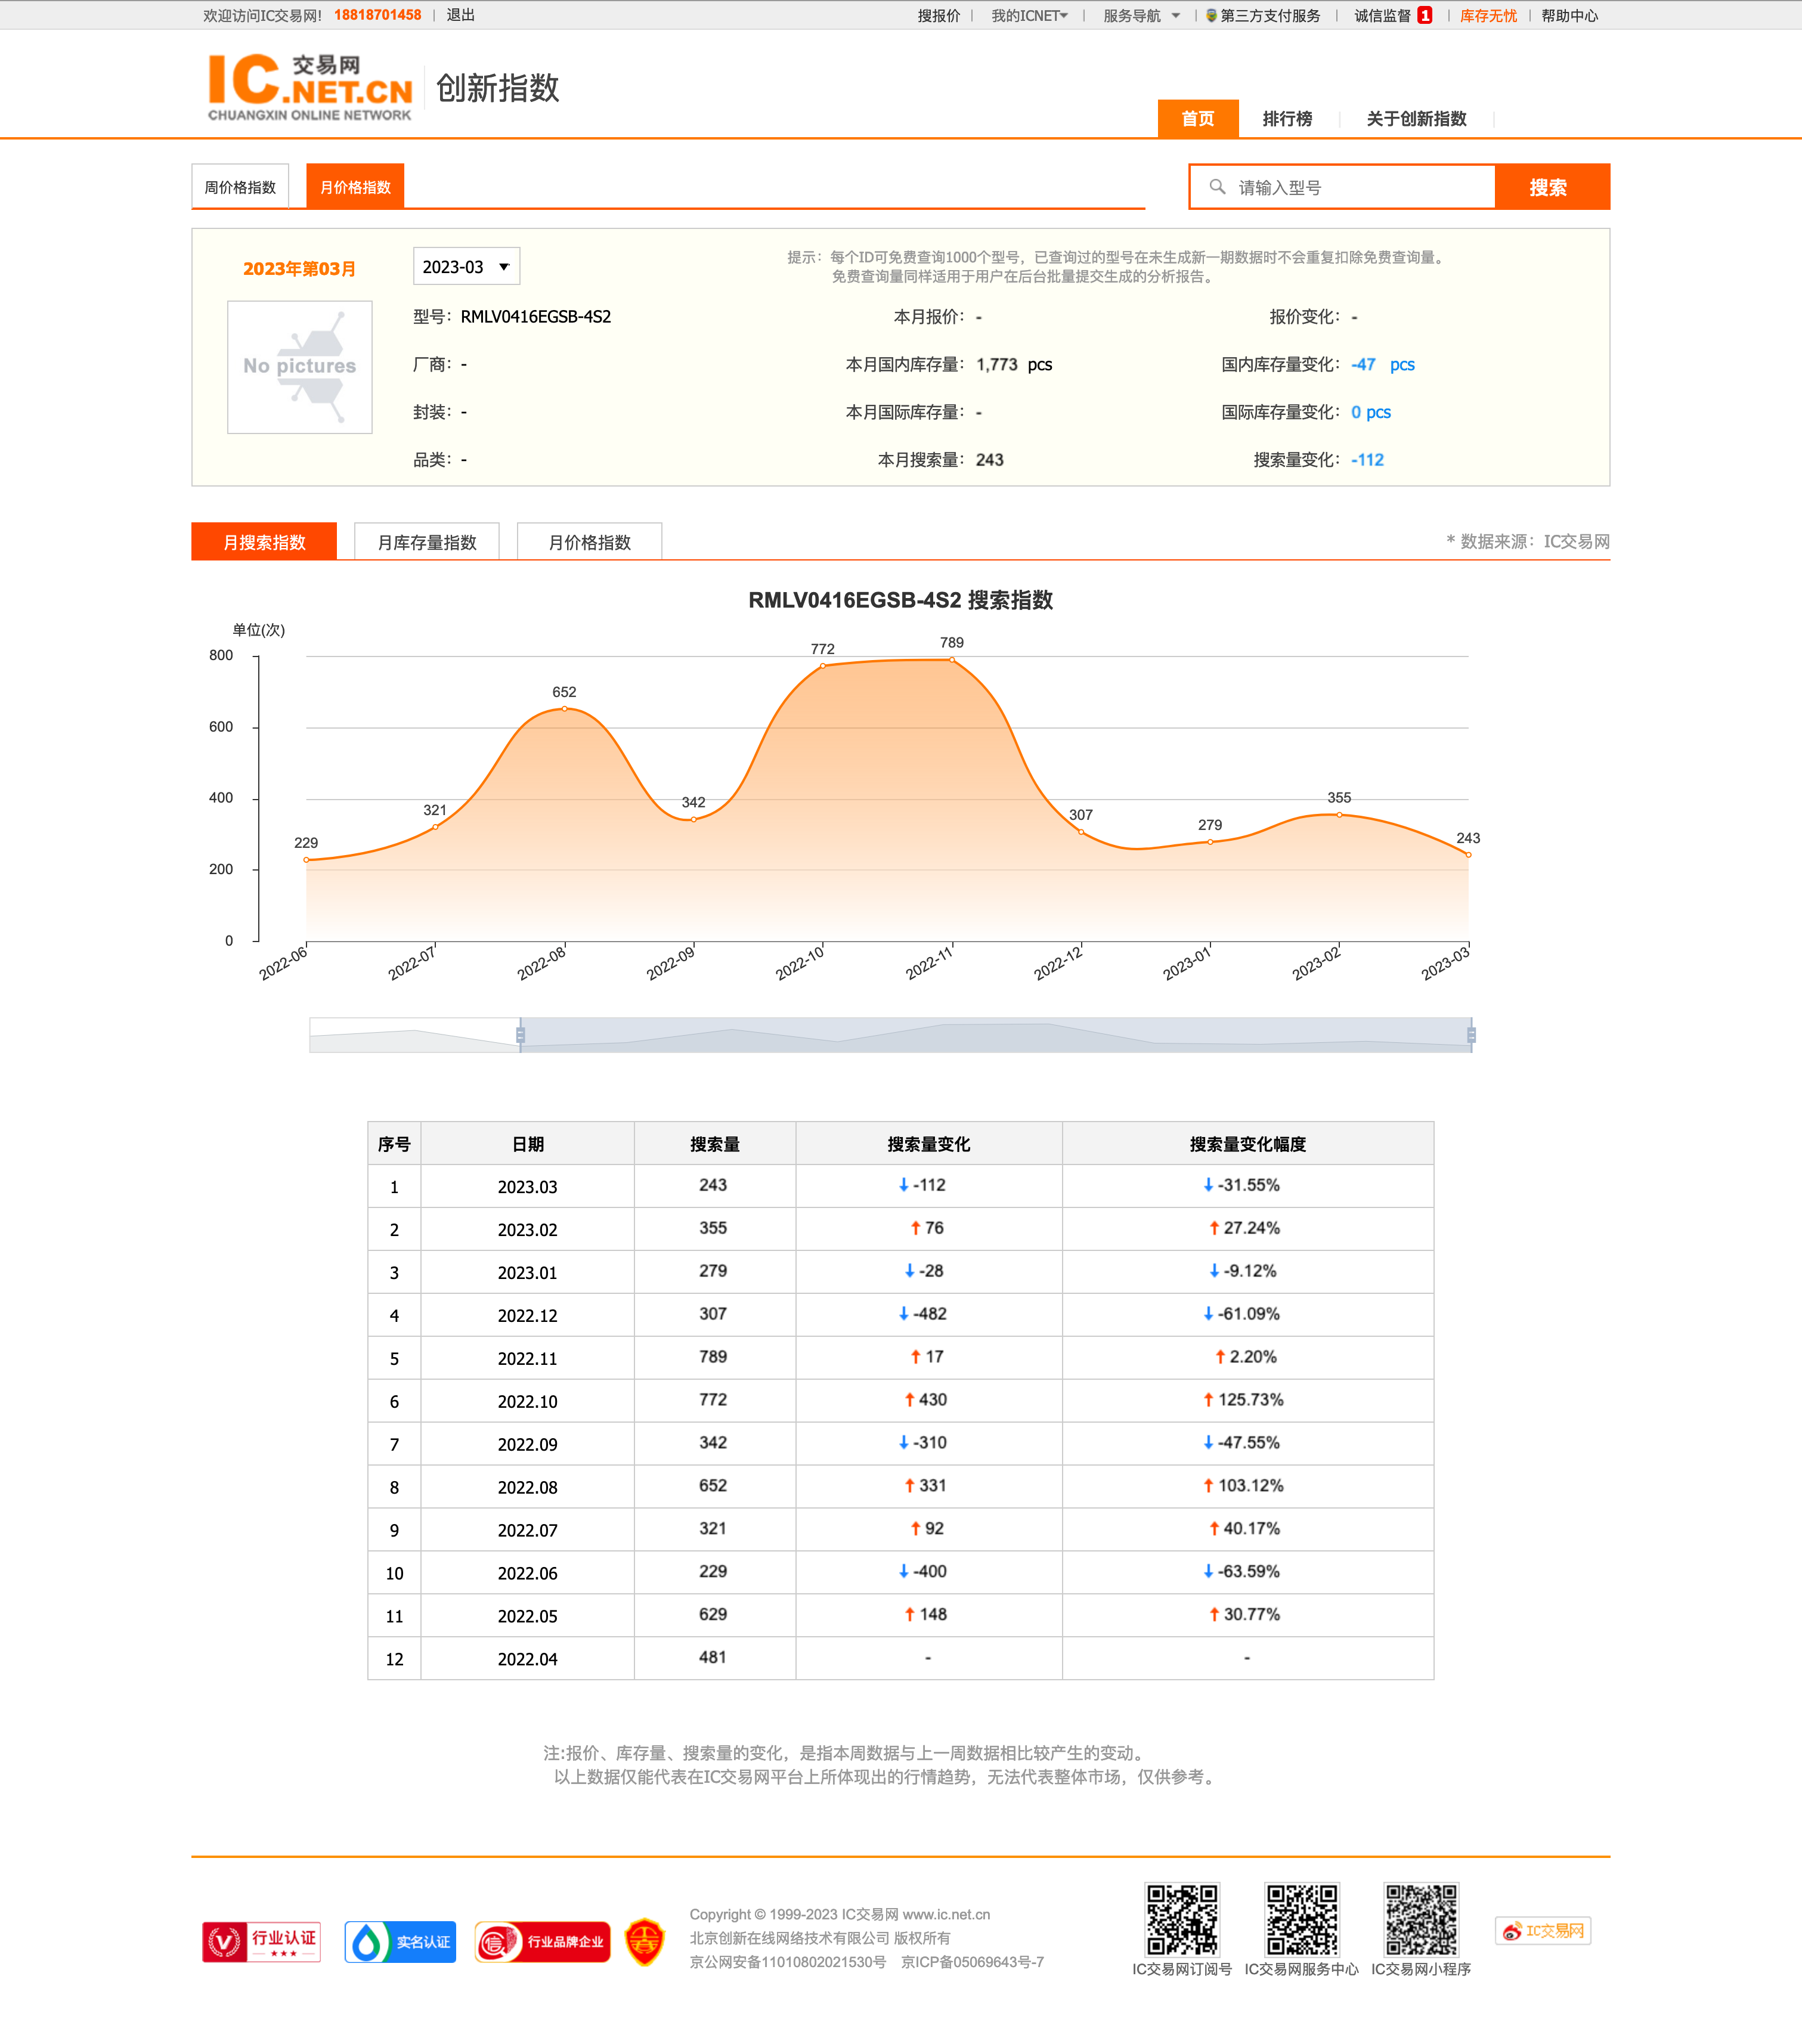 欢迎访问IC交易网! 18818701458 | 退出 搜报价 | 我的ICNET | 服务导航 | 第三方支付服务 | 诚信监督 1 | 库存无忧 | 帮助中心
IC交易网 .NET.CN 创新指数
CHUANGXIN ONLINE NETWORK
首页 排行榜 关于创新指数
周价格指数 月价格指数 请输入型号 搜索
2023年第03月 2023-03 提示：每个ID可免费查询1000个型号，已查询过的型号在未生成新一期数据时不会重复扣除免费查询量。
免费查询量同样适用于用户在后台批量提交生成的分析报告。
No pictures
型号：RMLV0416EGSB-4S2 本月报价：- 报价变化：-
厂商：- 本月国内库存量：1,773 pcs 国内库存量变化：-47 pcs
封装：- 本月国际库存量：- 国际库存量变化：0 pcs
品类：- 本月搜索量：243 搜索量变化：-112
月搜索指数 月库存量指数 月价格指数 * 数据来源：IC交易网
RMLV0416EGSB-4S2 搜索指数
单位(次)
800
600
400
200
0
229 321 652 342 772 789 307 279 355 243
2022-06 2022-07 2022-08 2022-09 2022-10 2022-11 2022-12 2023-01 2023-02 2023-03
序号 日期 搜索量 搜索量变化 搜索量变化幅度
1 2023.03 243 ↓-112 ↓-31.55%
2 2023.02 355 ↑76 ↑27.24%
3 2023.01 279 ↓-28 ↓-9.12%
4 2022.12 307 ↓-482 ↓-61.09%
5 2022.11 789 ↑17 ↑2.20%
6 2022.10 772 ↑430 ↑125.73%
7 2022.09 342 ↓-310 ↓-47.55%
8 2022.08 652 ↑331 ↑103.12%
9 2022.07 321 ↑92 ↑40.17%
10 2022.06 229 ↓-400 ↓-63.59%
11 2022.05 629 ↑148 ↑30.77%
12 2022.04 481 - -
注:报价、库存量、搜索量的变化，是指本周数据与上一周数据相比较产生的变动。
以上数据仅能代表在IC交易网平台上所体现出的行情趋势，无法代表整体市场，仅供参考。
行业认证 实名认证 信 行业品牌企业
Copyright © 1999-2023 IC交易网 www.ic.net.cn
北京创新在线网络技术有限公司 版权所有
京公网安备11010802021530号 京ICP备05069643号-7
IC交易网订阅号 IC交易网服务中心 IC交易网小程序
IC交易网